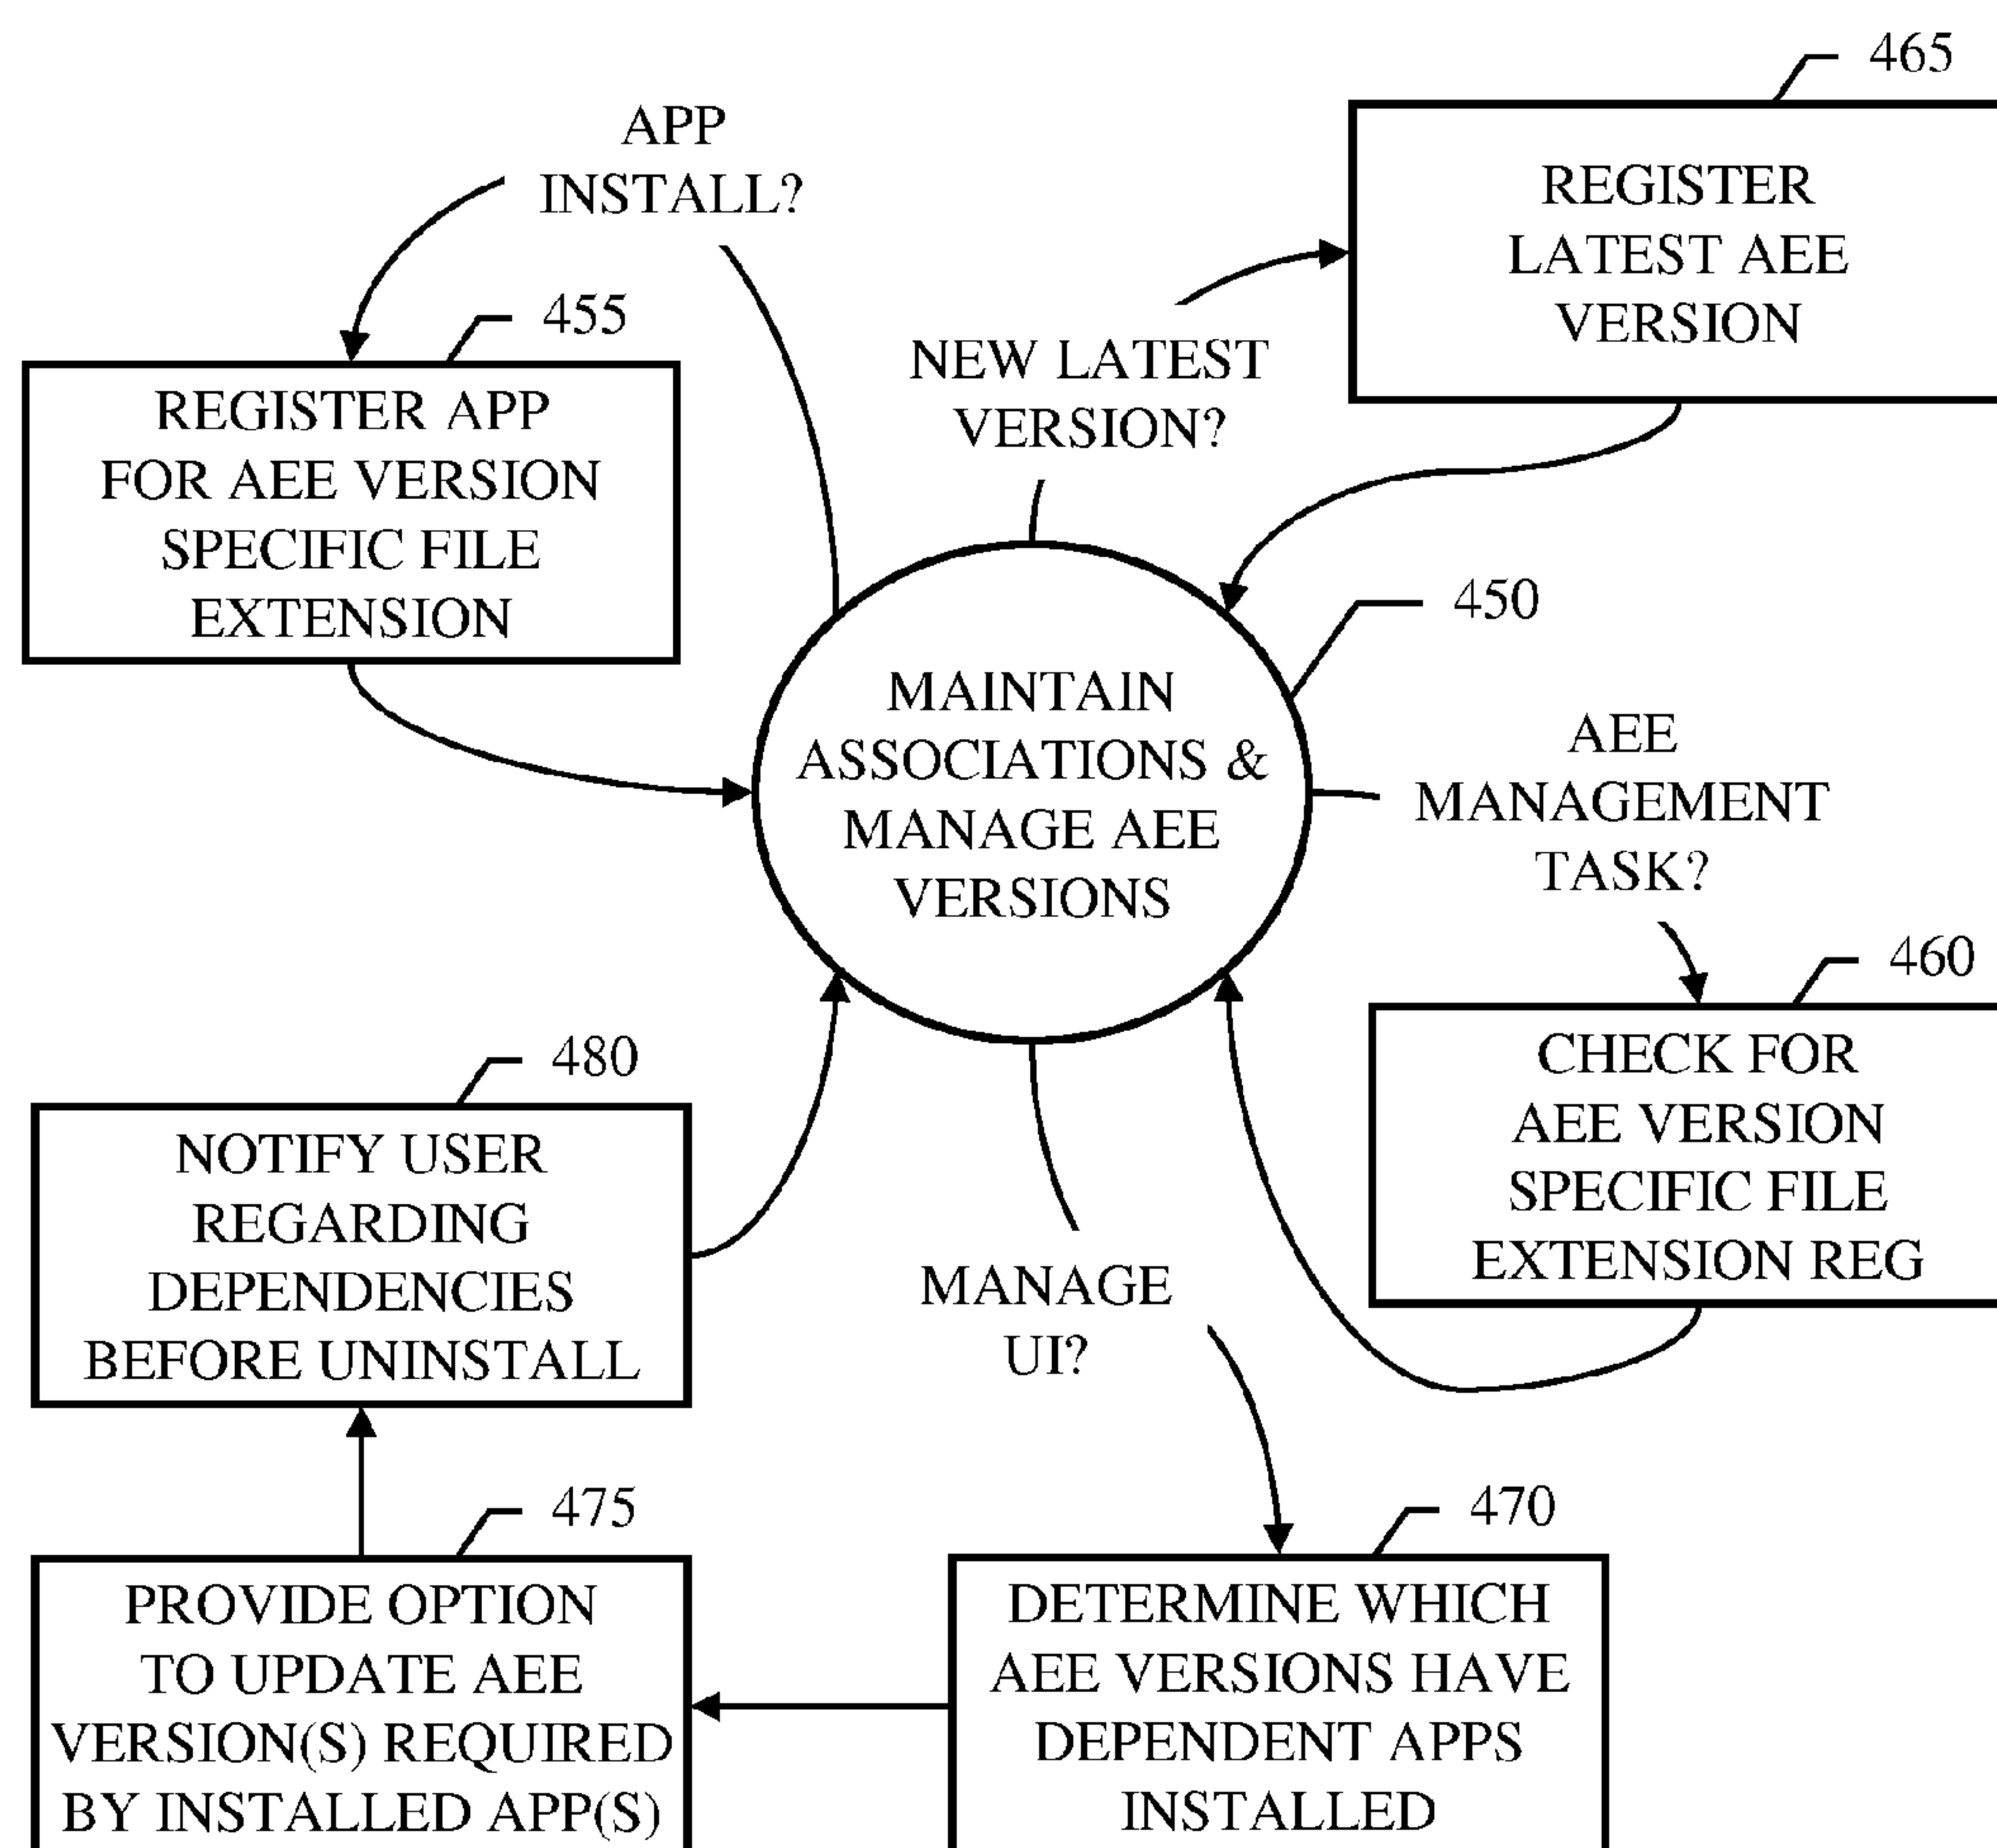 465
APP
INSTALL?
REGISTER
LATEST AEE
VERSION
455
NEW LATEST
VERSION?
REGISTER APP
FOR AEE VERSION
SPECIFIC FILE
EXTENSION
450
MAINTAIN
ASSOCIATIONS &
MANAGE AEE
VERSIONS
AEE
MANAGEMENT
TASK?
460
CHECK FOR
AEE VERSION
SPECIFIC FILE
EXTENSION REG
480
NOTIFY USER
REGARDING
DEPENDENCIES
BEFORE UNINSTALL
MANAGE
UI?
475
PROVIDE OPTION
TO UPDATE AEE
VERSION(S) REQUIRED
BY INSTALLED APP(S)
470
DETERMINE WHICH
AEE VERSIONS HAVE
DEPENDENT APPS
INSTALLED